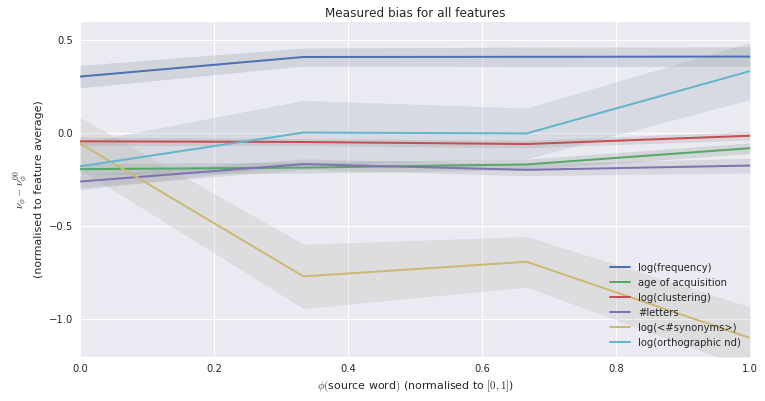 Measured bias for all features
0.5
0.0
−0.5
−1.0
νϕ − νϕ^00
(normalised to feature average)
log(frequency)
age of acquisition
log(clustering)
#letters
log(<#synonyms>)
log(orthographic nd)
0.0 0.2 0.4 0.6 0.8 1.0
ϕ(source word) (normalised to [0, 1])